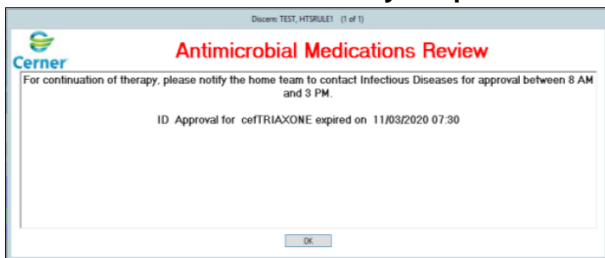 Discern: TEST, HTSRULE1 (1 of 1)
Cerner
Antimicrobial Medications Review
For continuation of therapy, please notify the home team to contact Infectious Diseases for approval between 8 AM
and 3 PM.
ID Approval for cefTRIAXONE expired on 11/03/2020 07:30
OK